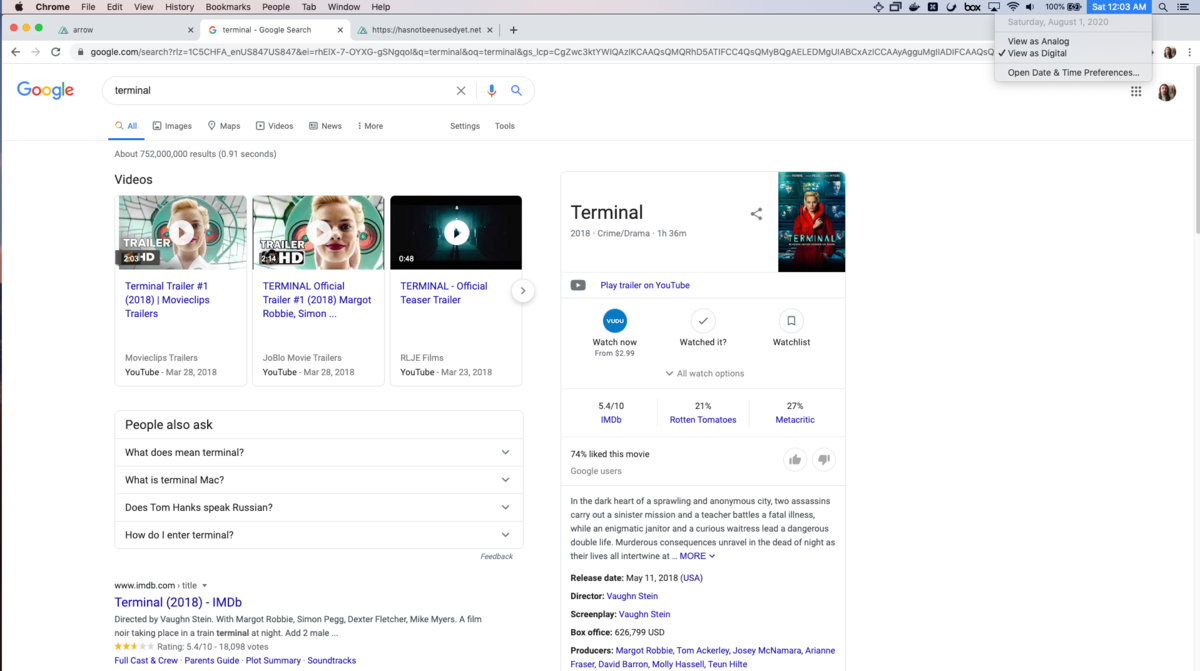 Chrome File Edit View History Bookmarks People Tab Window Help
box 100% Sat 12:03 AM
Saturday, August 1, 2020
View as Analog
✓ View as Digital
Open Date & Time Preferences...
arrow
terminal - Google Search
https://hasnotbeenusedyet.net
Google
terminal
All Images Maps Videos News More Settings Tools
About 752,000,000 results (0.91 seconds)
Videos
TRAILER
2:03 HD
TRAILER
2:14 HD
0:48
Terminal Trailer #1
(2018) | Movieclips
Trailers
Movieclips Trailers
YouTube - Mar 28, 2018
TERMINAL Official
Trailer #1 (2018) Margot
Robbie, Simon ...
JoBlo Movie Trailers
YouTube - Mar 28, 2018
TERMINAL - Official
Teaser Trailer
RLJE Films
YouTube - Mar 23, 2018
People also ask
What does mean terminal?
What is terminal Mac?
Does Tom Hanks speak Russian?
How do I enter terminal?
Feedback
www.imdb.com › title
Terminal (2018) - IMDb
Directed by Vaughn Stein. With Margot Robbie, Simon Pegg, Dexter Fletcher, Mike Myers. A film
noir taking place in a train terminal at night. Add 2 male ...
Rating: 5.4/10 - 18,098 votes
Full Cast & Crew · Parents Guide · Plot Summary · Soundtracks
Terminal
2018 · Crime/Drama · 1h 36m
TERMINAL
Play trailer on YouTube
VUDU
Watch now
From $2.99
Watched it?
Watchlist
All watch options
5.4/10
IMDb
21%
Rotten Tomatoes
27%
Metacritic
74% liked this movie
Google users
In the dark heart of a sprawling and anonymous city, two assassins
carry out a sinister mission and a teacher battles a fatal illness,
while an enigmatic janitor and a curious waitress lead a dangerous
double life. Murderous consequences unravel in the dead of night as
their lives all intertwine at ... MORE
Release date: May 11, 2018 (USA)
Director: Vaughn Stein
Screenplay: Vaughn Stein
Box office: 626,799 USD
Producers: Margot Robbie, Tom Ackerley, Josey McNamara, Arianne
Fraser, David Barron, Molly Hassell, Teun Hilte